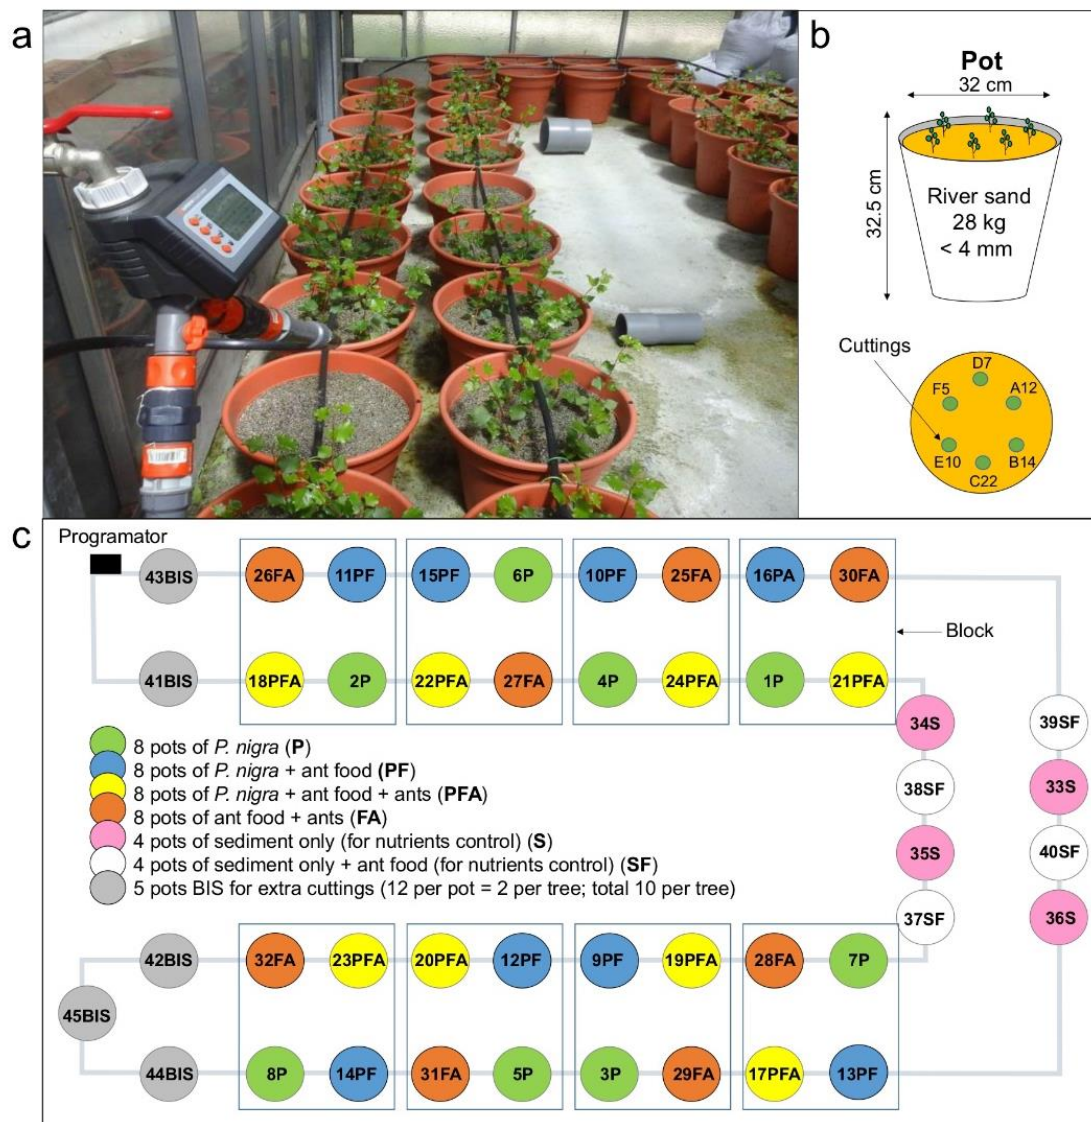 a
b
Pot
32 cm
32.5 cm
River sand
28 kg
< 4 mm
Cuttings
D7
F5
A12
E10
B14
C22
c
Programator
43BIS
26FA
11PF
15PF
6P
10PF
25FA
16PA
30FA
Block
41BIS
18PFA
2P
22PFA
27FA
4P
24PFA
1P
21PFA
34S
39SF
38SF
33S
35S
40SF
37SF
36S
8 pots of P. nigra (P)
8 pots of P. nigra + ant food (PF)
8 pots of P. nigra + ant food + ants (PFA)
8 pots of ant food + ants (FA)
4 pots of sediment only (for nutrients control) (S)
4 pots of sediment only + ant food (for nutrients control) (SF)
5 pots BIS for extra cuttings (12 per pot = 2 per tree; total 10 per tree)
42BIS
32FA
23PFA
20PFA
12PF
9PF
19PFA
28FA
7P
45BIS
44BIS
8P
14PF
31FA
5P
3P
29FA
17PFA
13PF